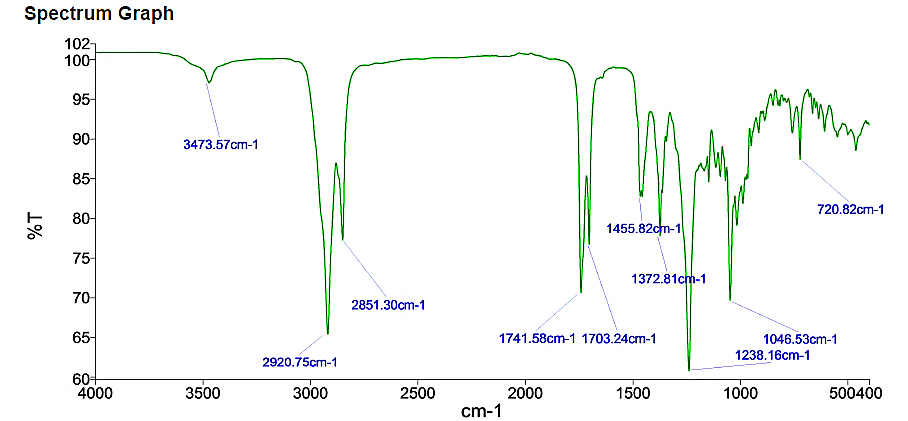 Spectrum Graph
102
100
95
90
85
80
75
70
65
60
%T
3473.57cm-1
2920.75cm-1
2851.30cm-1
1741.58cm-1 1703.24cm-1
1455.82cm-1
1372.81cm-1
1238.16cm-1
1046.53cm-1
720.82cm-1
4000 3500 3000 2500 2000 1500 1000 500400
cm-1